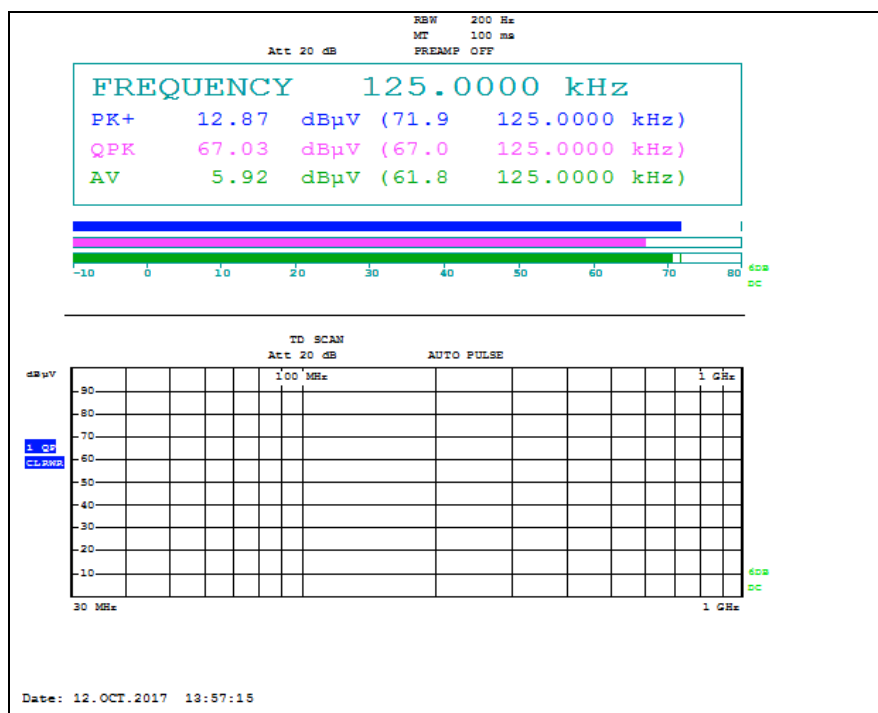 RBW 200 Hz
MT 100 ms
Att 20 dB PREAMP OFF
FREQUENCY 125.0000 kHz
PK+ 12.87 dBµV (71.9 125.0000 kHz)
QPK 67.03 dBµV (67.0 125.0000 kHz)
AV 5.92 dBµV (61.8 125.0000 kHz)
-10 0 10 20 30 40 50 60 70 80
6DB
DC
TD SCAN
Att 20 dB AUTO PULSE
dBµV
100 MHz 1 GHz
90
80
70
1 QP
CLRWR
60
50
40
30
20
10
6DB
DC
30 MHz 1 GHz
Date: 12.OCT.2017 13:57:15